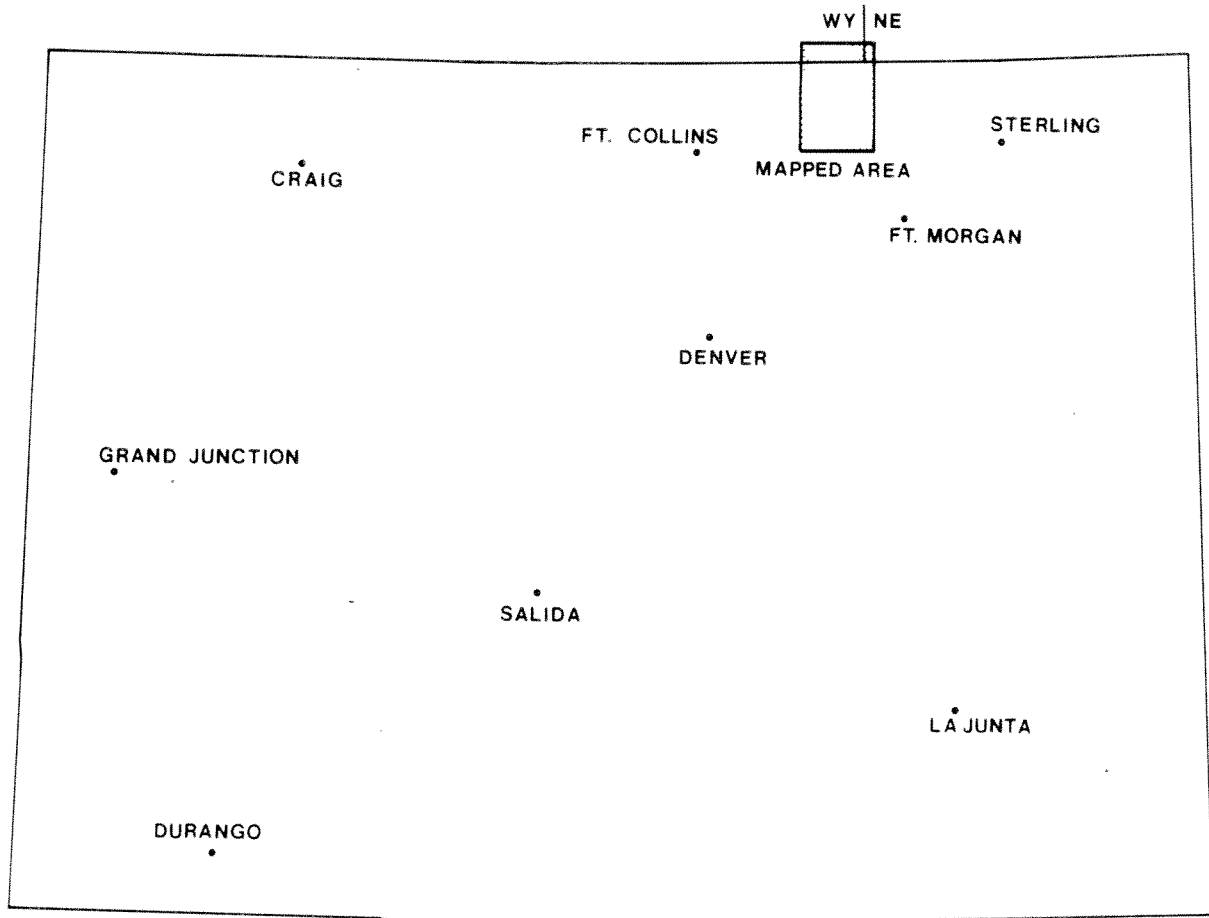 WY NE
STERLING
FT. COLLINS
MAPPED AREA
CRAIG
FT. MORGAN
DENVER
GRAND JUNCTION
SALIDA
LA JUNTA
DURANGO